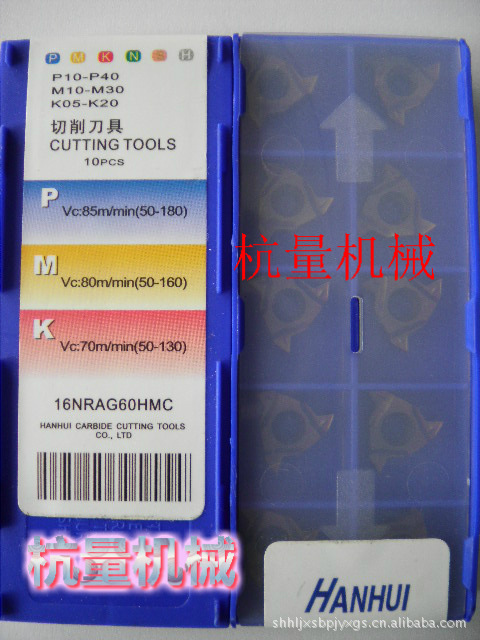 P M K N S H
P10-P40
M10-M30
K05-K20
切削刀具
CUTTING TOOLS
10PCS
P
Vc:85m/min(50-180)
M
Vc:80m/min(50-160)
K
Vc:70m/min(50-130)
16NRAG60HMC
HANHUI CARBIDE CUTTING TOOLS
CO., LTD
杭量机械
杭量机械
HANHUI
shhljxsbpjyxgs.cn.alibaba.com